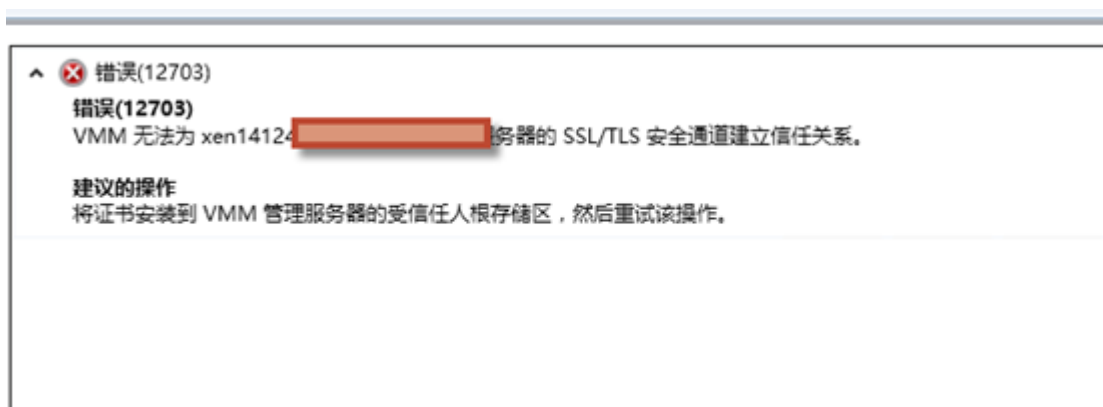 错误(12703)
错误(12703)
VMM 无法为 xen14124 务器的 SSL/TLS 安全通道建立信任关系。
建议的操作
将证书安装到 VMM 管理服务器的受信任人根存储区，然后重试该操作。